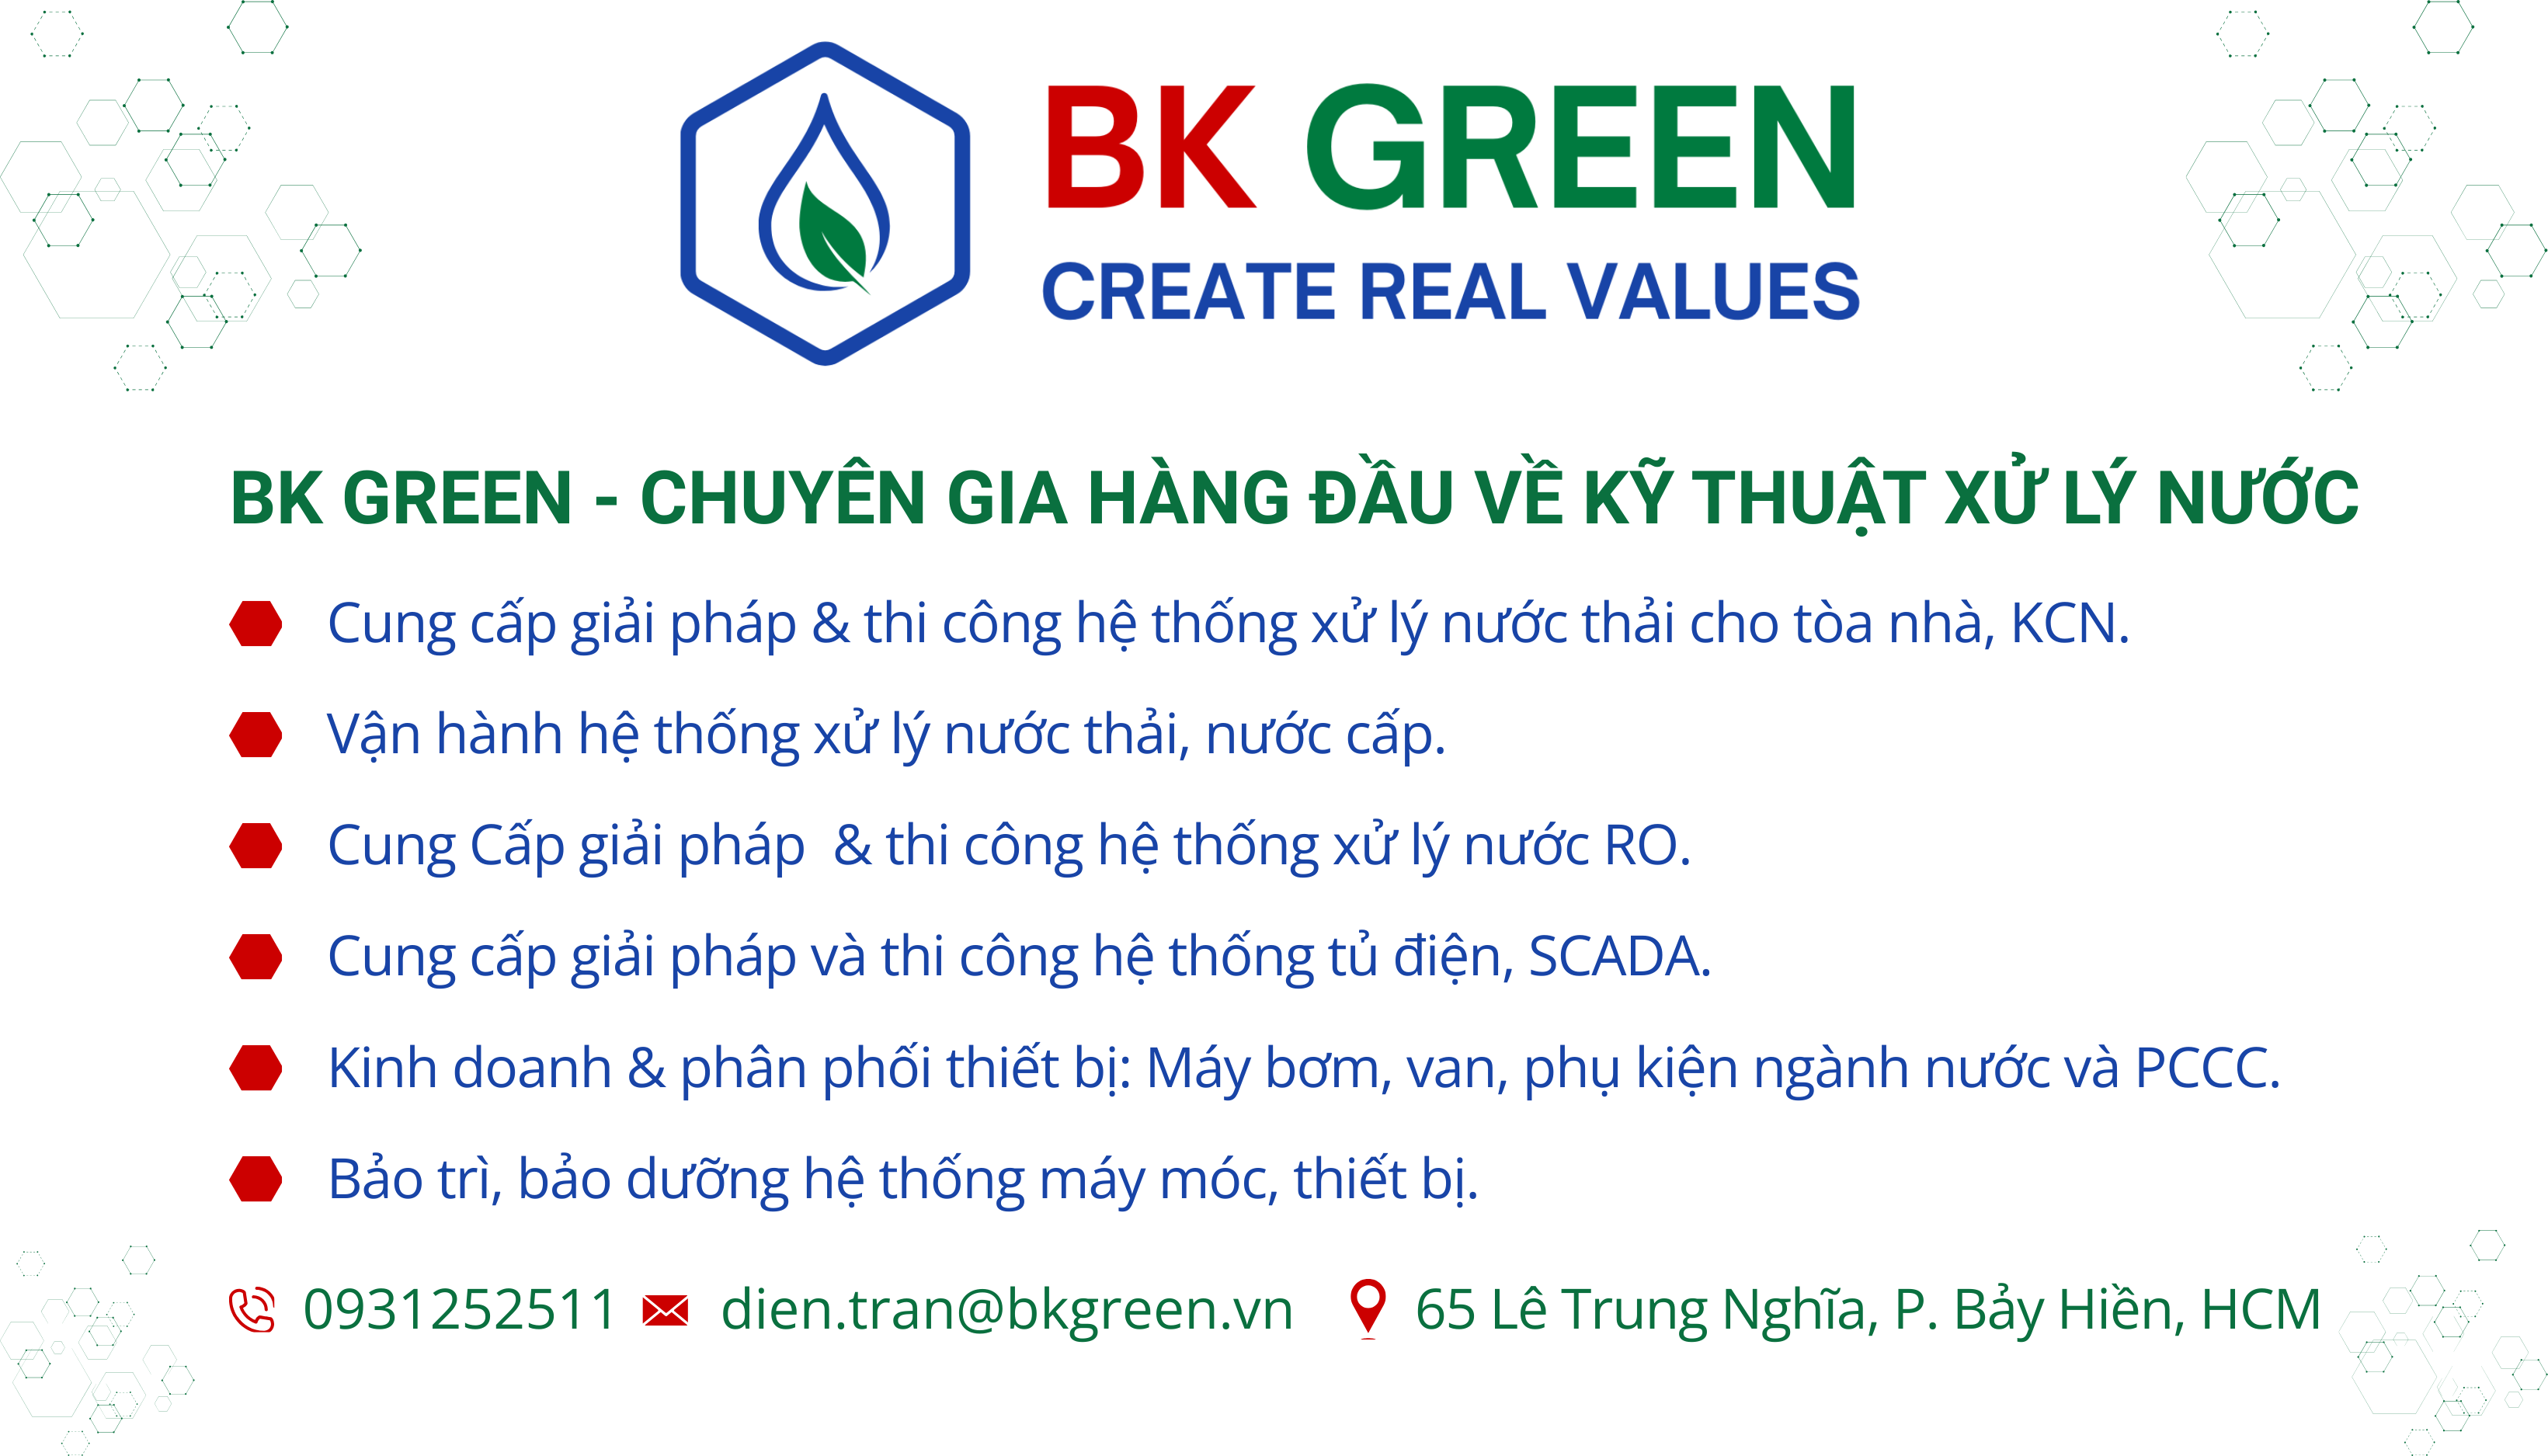 BK GREEN
CREATE REAL VALUES
BK GREEN - CHUYÊN GIA HÀNG ĐẦU VỀ KỸ THUẬT XỬ LÝ NƯỚC
Cung cấp giải pháp & thi công hệ thống xử lý nước thải cho tòa nhà, KCN.
Vận hành hệ thống xử lý nước thải, nước cấp.
Cung Cấp giải pháp  & thi công hệ thống xử lý nước RO.
Cung cấp giải pháp và thi công hệ thống tủ điện, SCADA.
Kinh doanh & phân phối thiết bị: Máy bơm, van, phụ kiện ngành nước và PCCC.
Bảo trì, bảo dưỡng hệ thống máy móc, thiết bị.
0931252511 dien.tran@bkgreen.vn 65 Lê Trung Nghĩa, P. Bảy Hiền, HCM